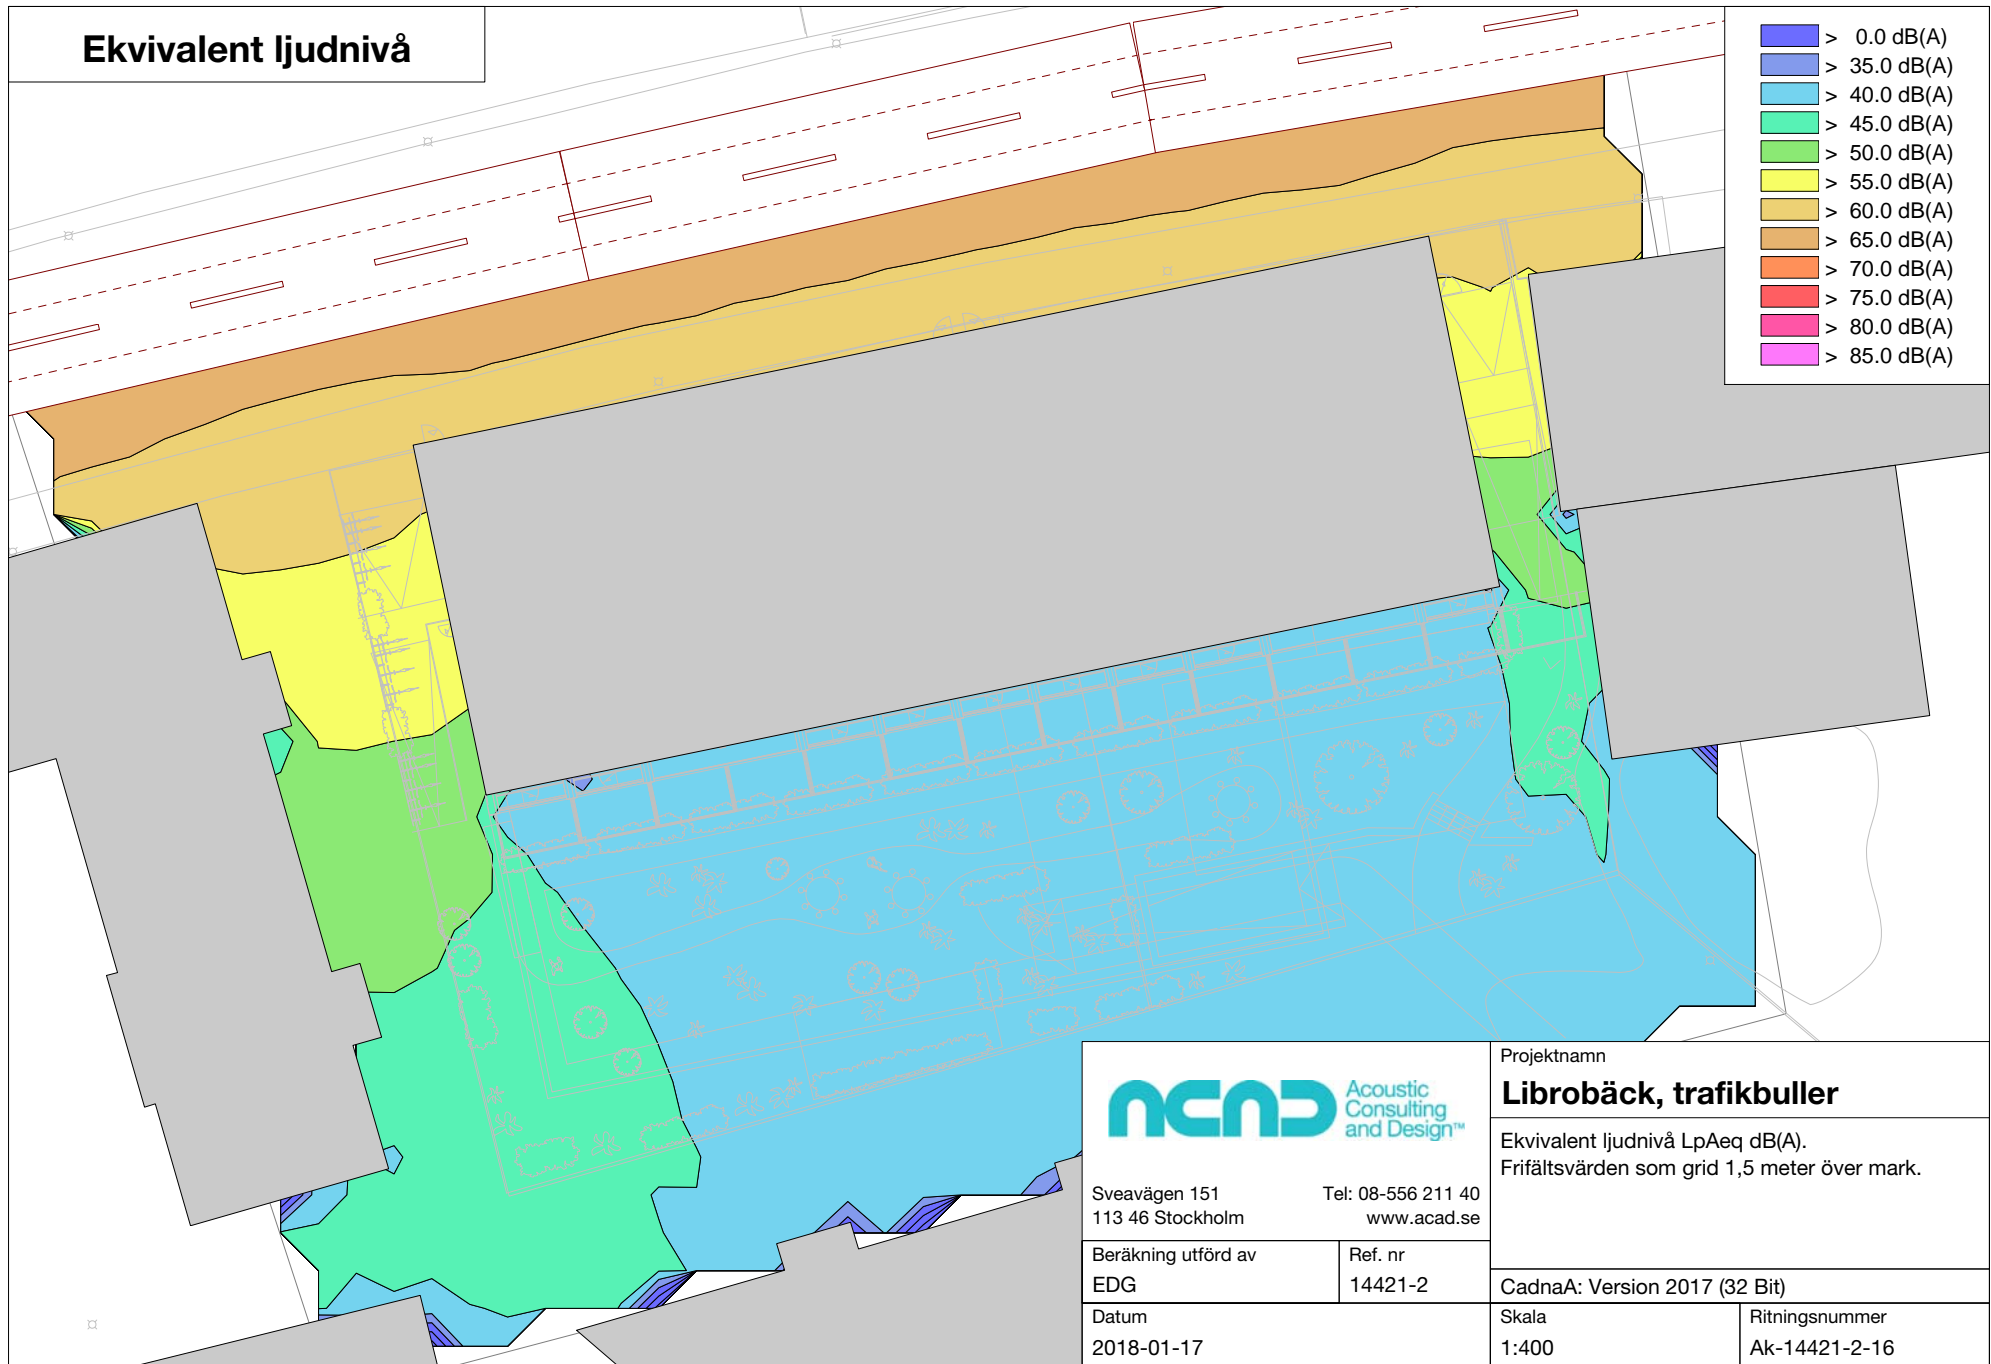 Ekvivalent ljudnivå
> 0.0 dB(A)
> 35.0 dB(A)
> 40.0 dB(A)
> 45.0 dB(A)
> 50.0 dB(A)
> 55.0 dB(A)
> 60.0 dB(A)
> 65.0 dB(A)
> 70.0 dB(A)
> 75.0 dB(A)
> 80.0 dB(A)
> 85.0 dB(A)
ACAD
Acoustic
Consulting
and Design™
Sveavägen 151
113 46 Stockholm
Tel: 08-556 211 40
www.acad.se
Beräkning utförd av
EDG
Ref. nr
14421-2
Datum
2018-01-17
Projektnamn
Librobäck, trafikbuller
Ekvivalent ljudnivå LpAeq dB(A).
Frifältsvärden som grid 1,5 meter över mark.
CadnaA: Version 2017 (32 Bit)
Skala
1:400
Ritningsnummer
Ak-14421-2-16